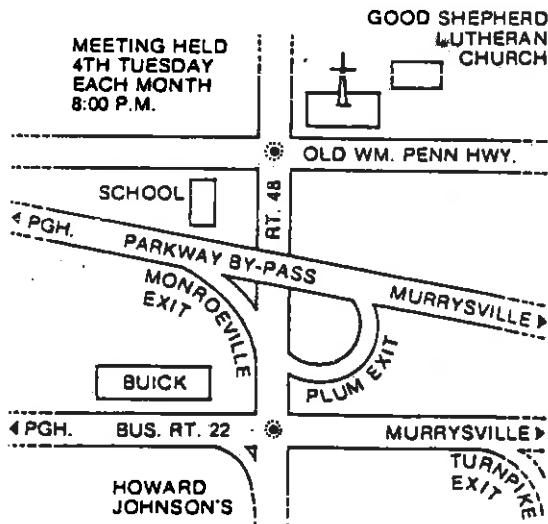 GOOD SHEPHERD
LUTHERAN
CHURCH
MEETING HELD
4TH TUESDAY
EACH MONTH
8:00 P.M.
OLD WM. PENN HWY.
SCHOOL
RT. 48
◄ PGH.
PARKWAY BY-PASS
MURRYSVILLE ►
MONROEVILLE
EXIT
PLUM EXIT
BUICK
◄ PGH.
BUS. RT. 22
MURRYSVILLE ►
TURNPIKE
EXIT
HOWARD
JOHNSON'S